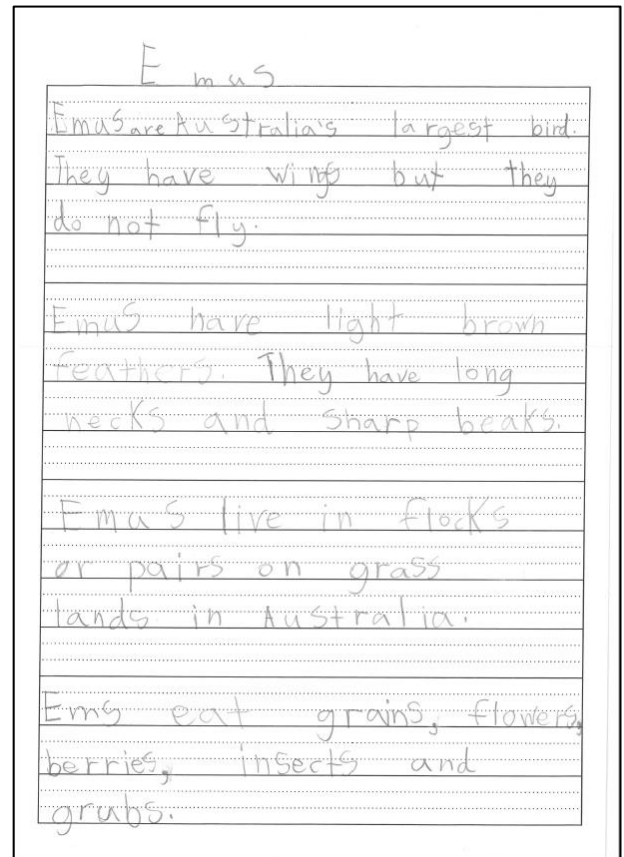 Emus
Emus are Australia's largest bird.
They have wings but they
do not fly.
Emus have light brown
feathers. They have long
necks and sharp beaks.
Emus live in flocks
or pairs on grass
lands in Australia.
Ems eat grains, flowers,
berries, insects and
grubs.